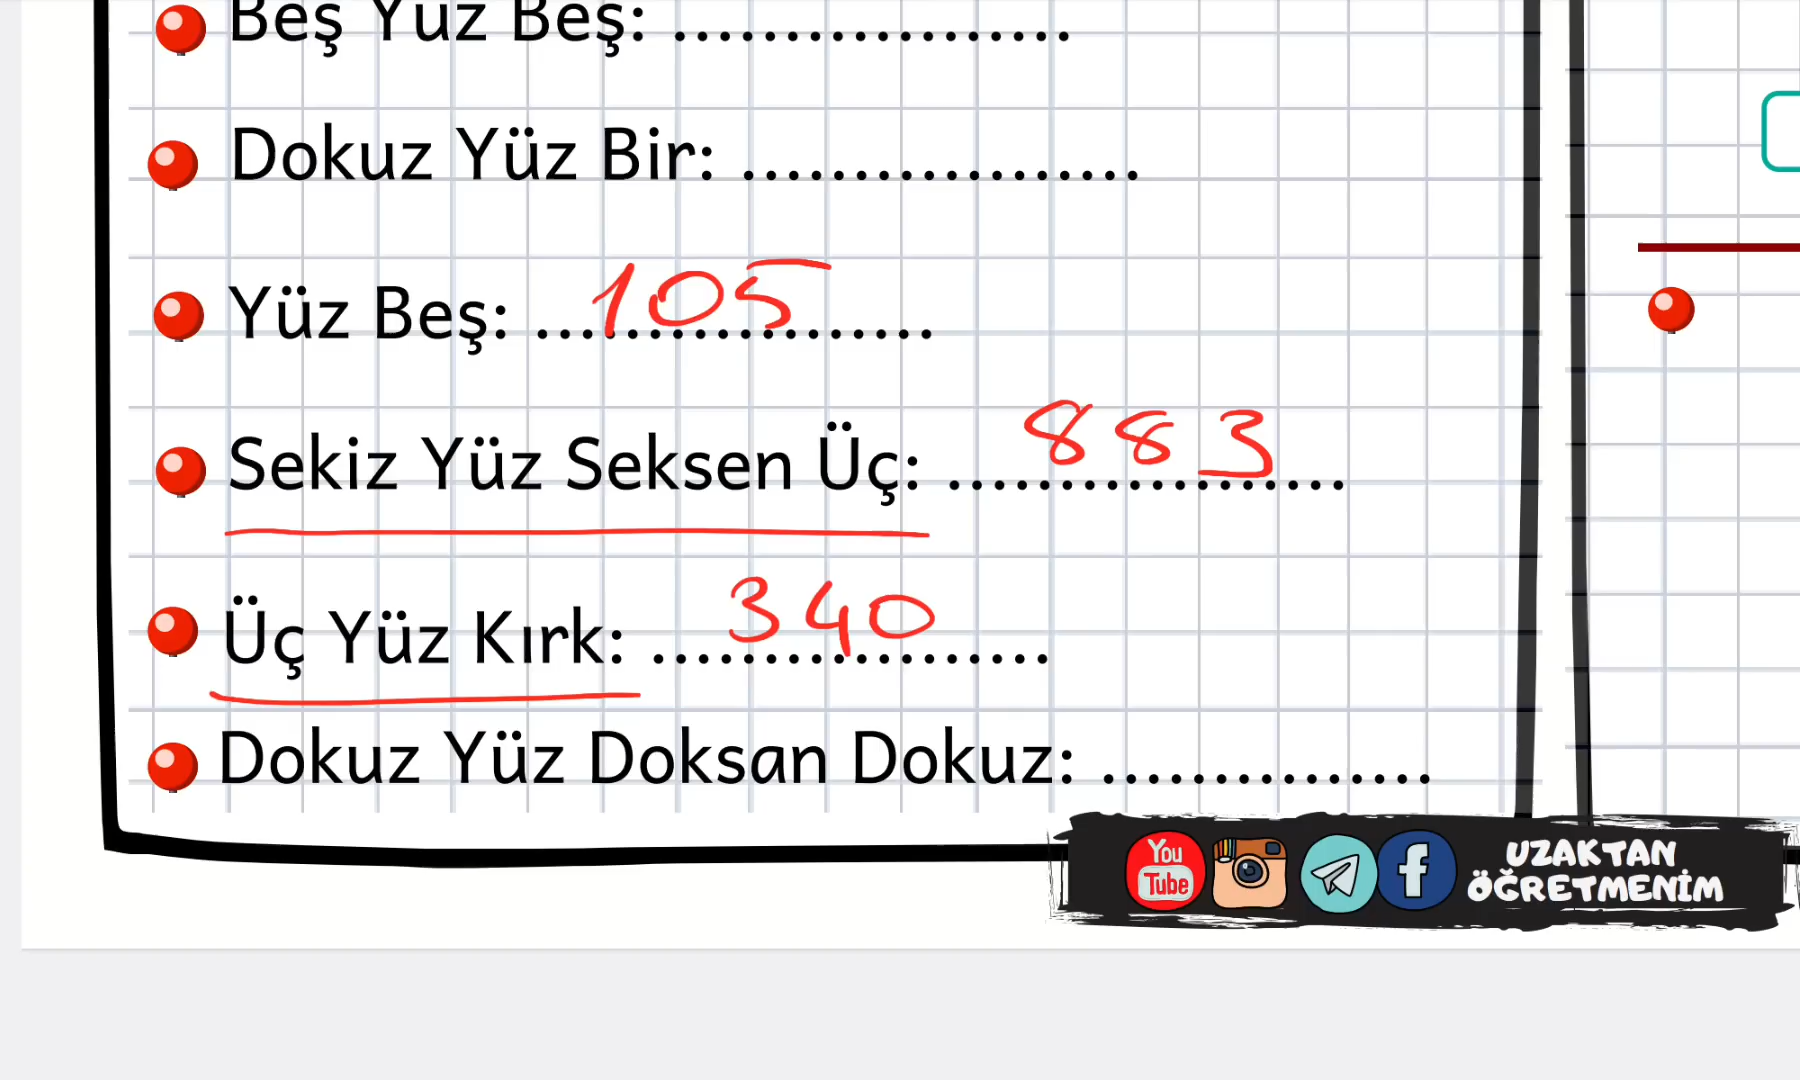 Beş Yüz Beş: ..................
Dokuz Yüz Bir: ..................
Yüz Beş: .................. 105
Sekiz Yüz Seksen Üç: .................. 883
Üç Yüz Kırk: .................. 340
Dokuz Yüz Doksan Dokuz: ...............
You
Tube
UZAKTAN
ÖĞRETMENİM